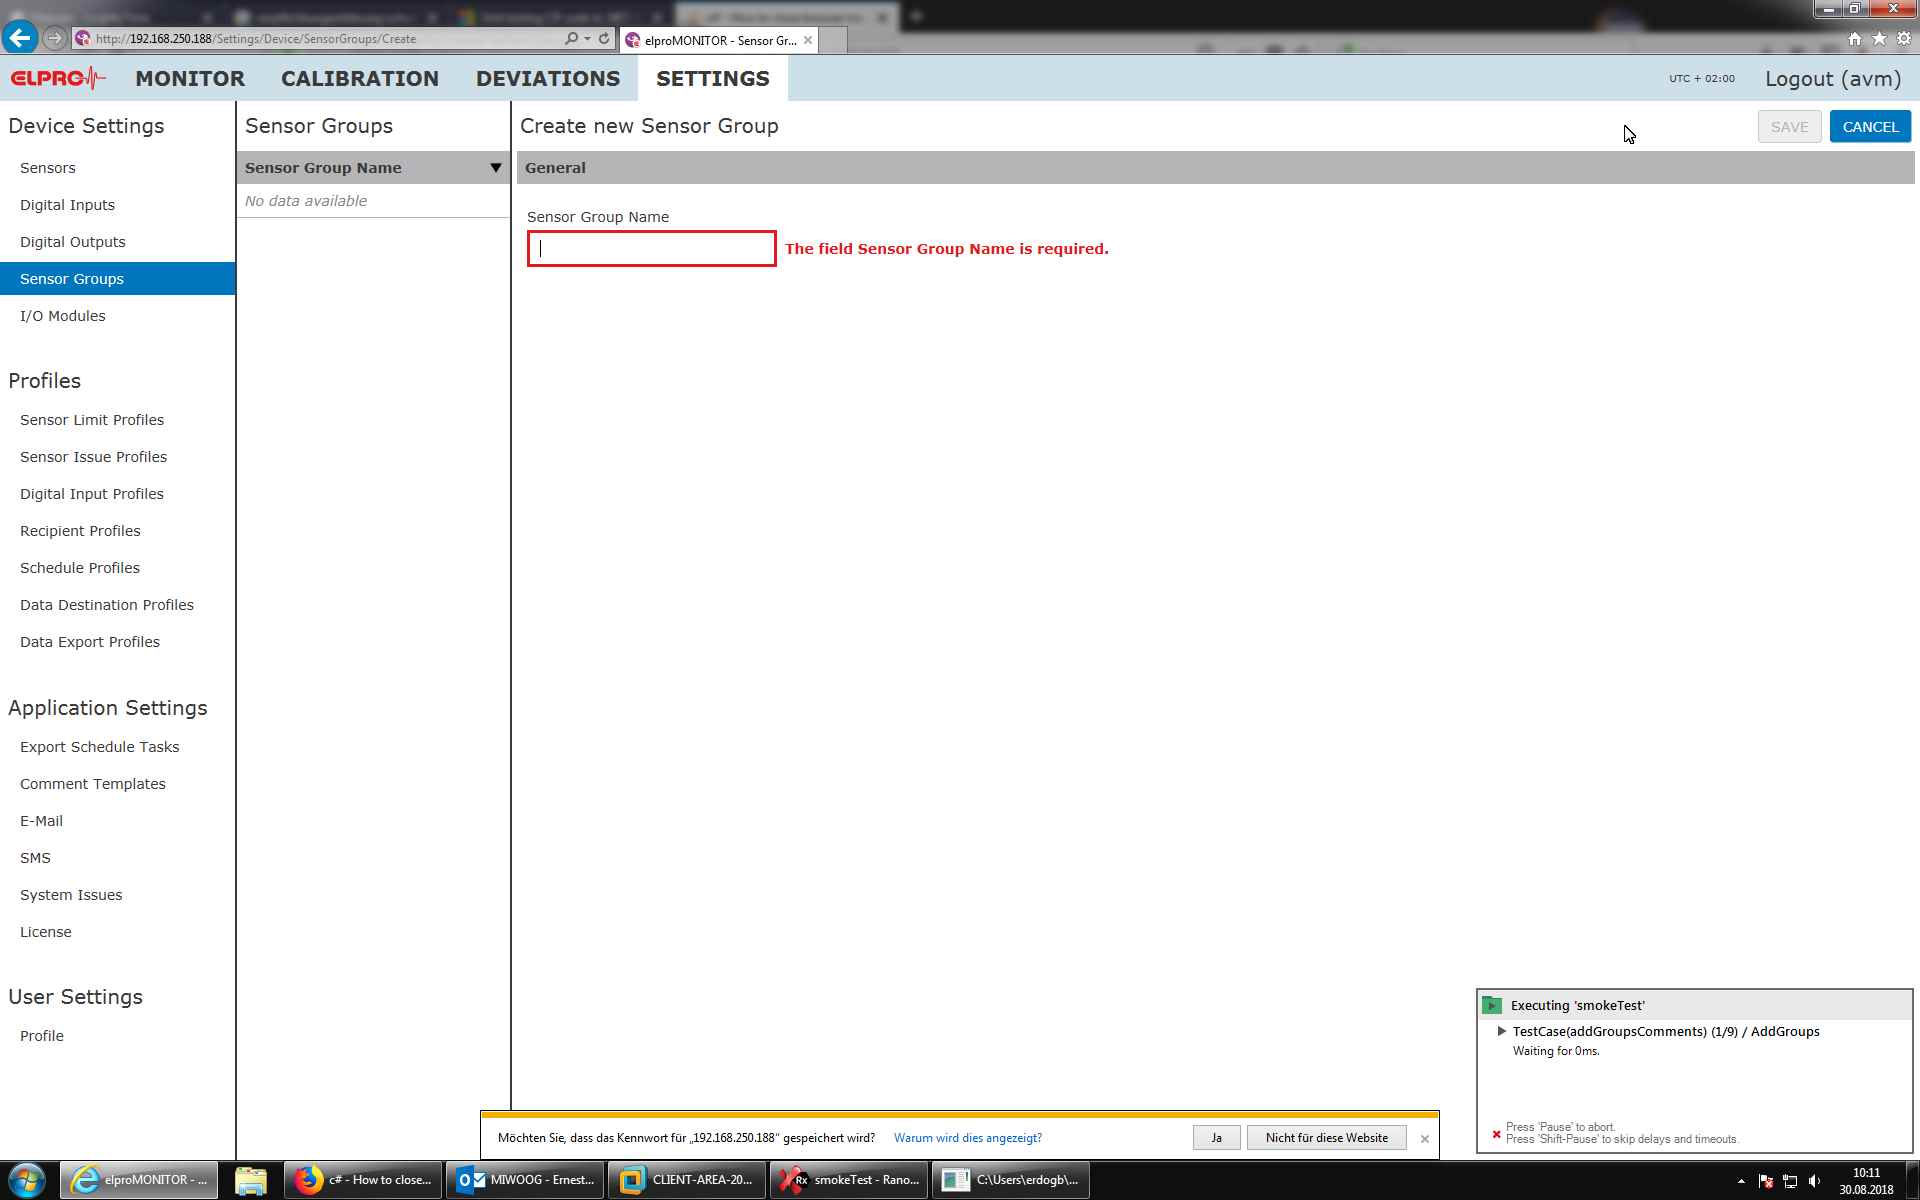 http://192.168.250.188/Settings/Device/SensorGroups/Create
elproMONITOR - Sensor Gr...
ELPRO
MONITOR
CALIBRATION
DEVIATIONS
SETTINGS
UTC + 02:00
Logout (avm)
Device Settings
Sensors
Digital Inputs
Digital Outputs
Sensor Groups
I/O Modules
Profiles
Sensor Limit Profiles
Sensor Issue Profiles
Digital Input Profiles
Recipient Profiles
Schedule Profiles
Data Destination Profiles
Data Export Profiles
Application Settings
Export Schedule Tasks
Comment Templates
E-Mail
SMS
System Issues
License
User Settings
Profile
Sensor Groups
Sensor Group Name
No data available
Create new Sensor Group
SAVE
CANCEL
General
Sensor Group Name
The field Sensor Group Name is required.
Executing 'smokeTest'
TestCase(addGroupsComments) (1/9) / AddGroups
Waiting for 0ms.
Press 'Pause' to abort.
Press 'Shift-Pause' to skip delays and timeouts.
Möchten Sie, dass das Kennwort für „192.168.250.188“ gespeichert wird?
Warum wird dies angezeigt?
Ja
Nicht für diese Website
elproMONITOR - ...
c# - How to close...
MIWOOG - Ernest...
CLIENT-AREA-20...
Rx
smokeTest - Rano...
C:\Users\erdogb\...
10:11
30.08.2018